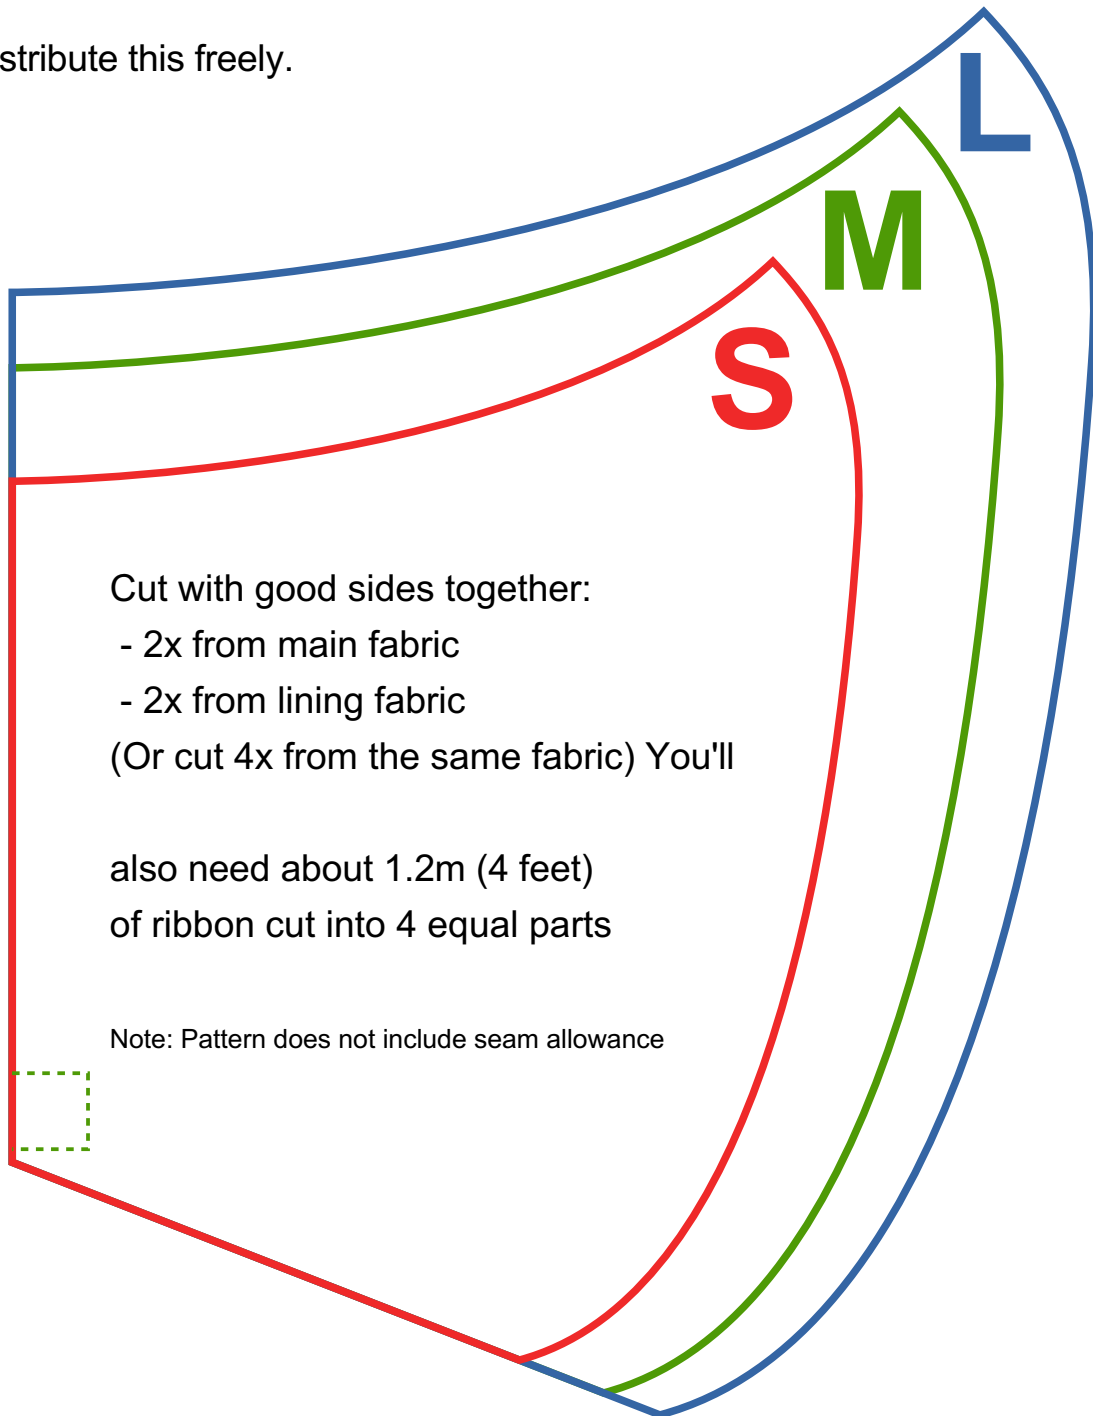 stribute this freely.
L
M
S
Cut with good sides together:
- 2x from main fabric
- 2x from lining fabric
(Or cut 4x from the same fabric) You'll
also need about 1.2m (4 feet)
of ribbon cut into 4 equal parts
Note: Pattern does not include seam allowance